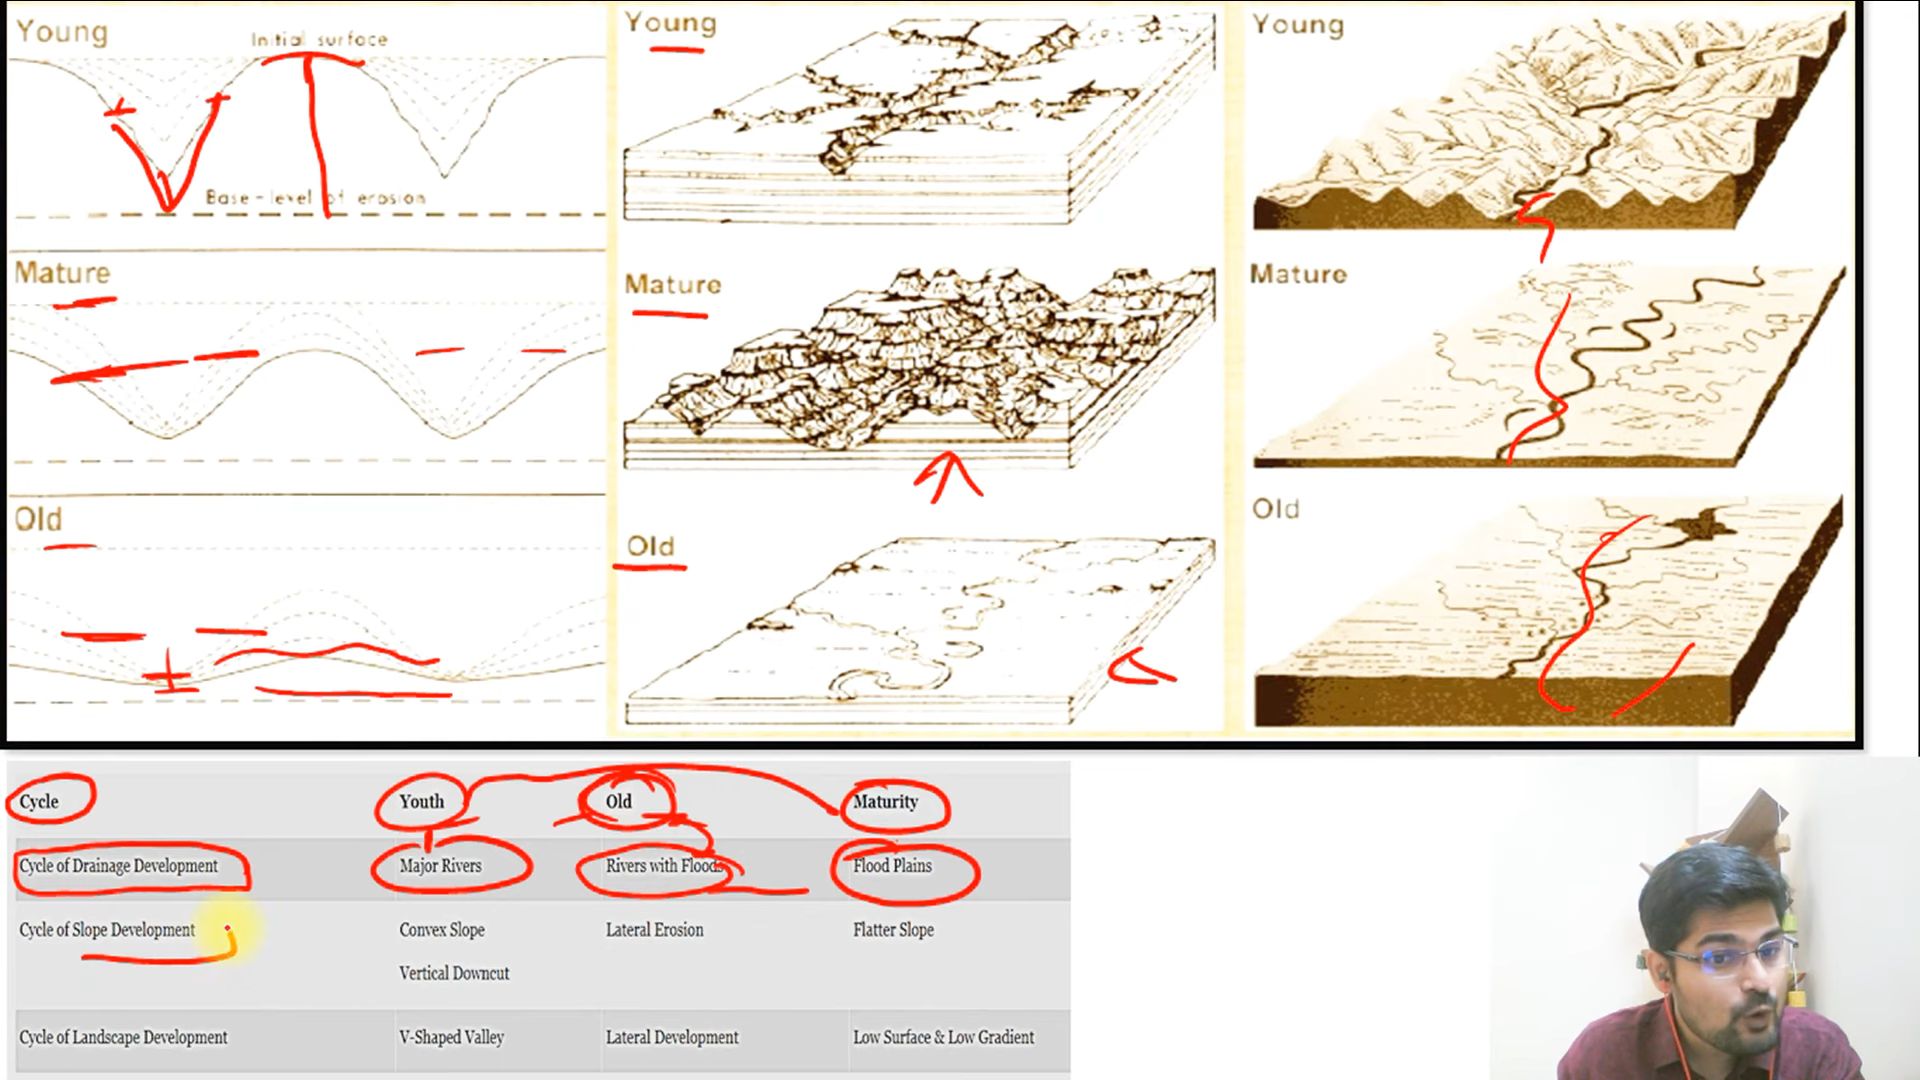 Young
Initial surface
Base-level of erosion
Mature
Old
Young
Mature
Old
Young
Mature
Old
Cycle Youth Old Maturity
Cycle of Drainage Development Major Rivers Rivers with Floods Flood Plains
Cycle of Slope Development Convex Slope Lateral Erosion Flatter Slope
Vertical Downcut
Cycle of Landscape Development V-Shaped Valley Lateral Development Low Surface & Low Gradient